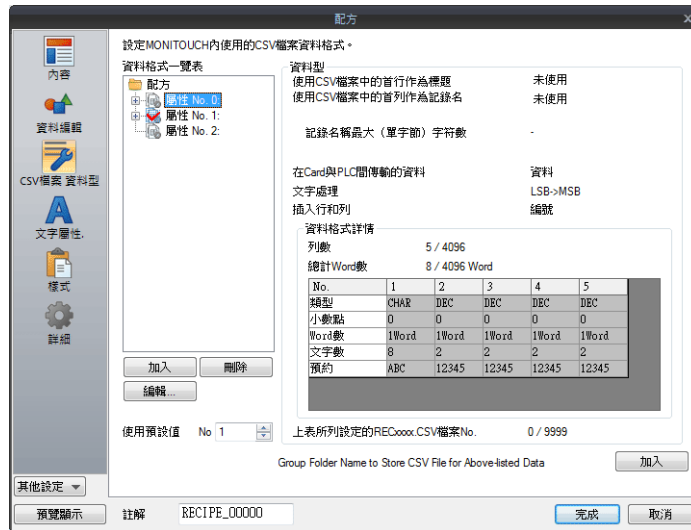 配方
設定MONITOUCH內使用的CSV檔案資料格式。
內容
資料編輯
CSV檔案 資料型
文字屬性.
樣式
詳細
資料格式一覽表
配方
屬性 No. 0:
屬性 No. 1:
屬性 No. 2:
加入
刪除
編輯...
使用預設值 No 1
資料型
使用CSV檔案中的首行作為標題 未使用
使用CSV檔案中的首列作為記錄名 未使用
記錄名稱最大（單字節）字符數 -
在Card與PLC間傳輸的資料 資料
文字處理 LSB->MSB
插入行和列 編號
資料格式詳情
列數 5 / 4096
總計Word數 8 / 4096 Word
No. 1 2 3 4 5
類型 CHAR DEC DEC DEC DEC
小數點 0 0 0 0 0
Word數 1Word 1Word 1Word 1Word 1Word
文字數 8 2 2 2 2
預約 ABC 12345 12345 12345 12345
上表所列設定的RECxxxx.CSV檔案No. 0 / 9999
Group Folder Name to Store CSV File for Above-listed Data 加入
其他設定
預覽顯示
註解 RECIPE_00000
完成
取消